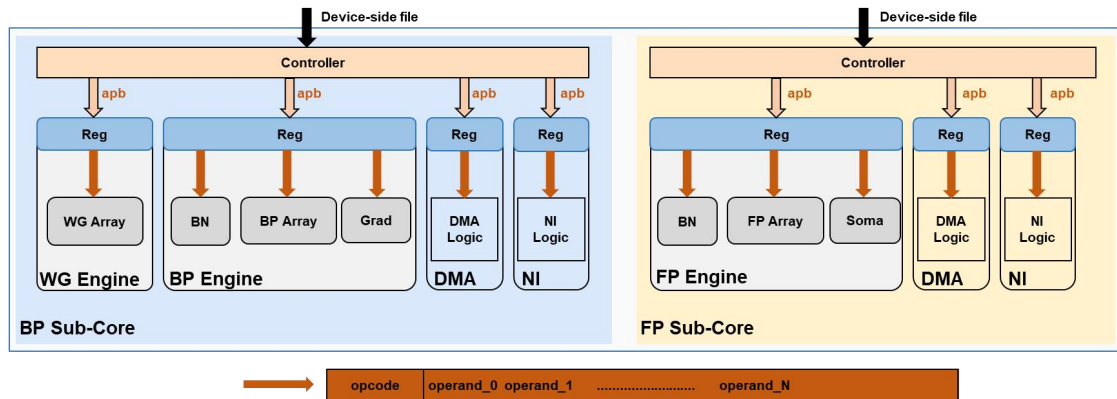 Device-side file
Device-side file
Controller
Controller
apb
apb
apb
apb
apb
apb
apb
Reg
Reg
Reg
Reg
Reg
Reg
Reg
WG Array
BN
BP Array
Grad
DMA
Logic
NI
Logic
BN
FP Array
Soma
DMA
Logic
NI
Logic
WG Engine
BP Engine
DMA
NI
FP Engine
DMA
NI
BP Sub-Core
FP Sub-Core
opcode operand_0 operand_1 ......................... operand_N